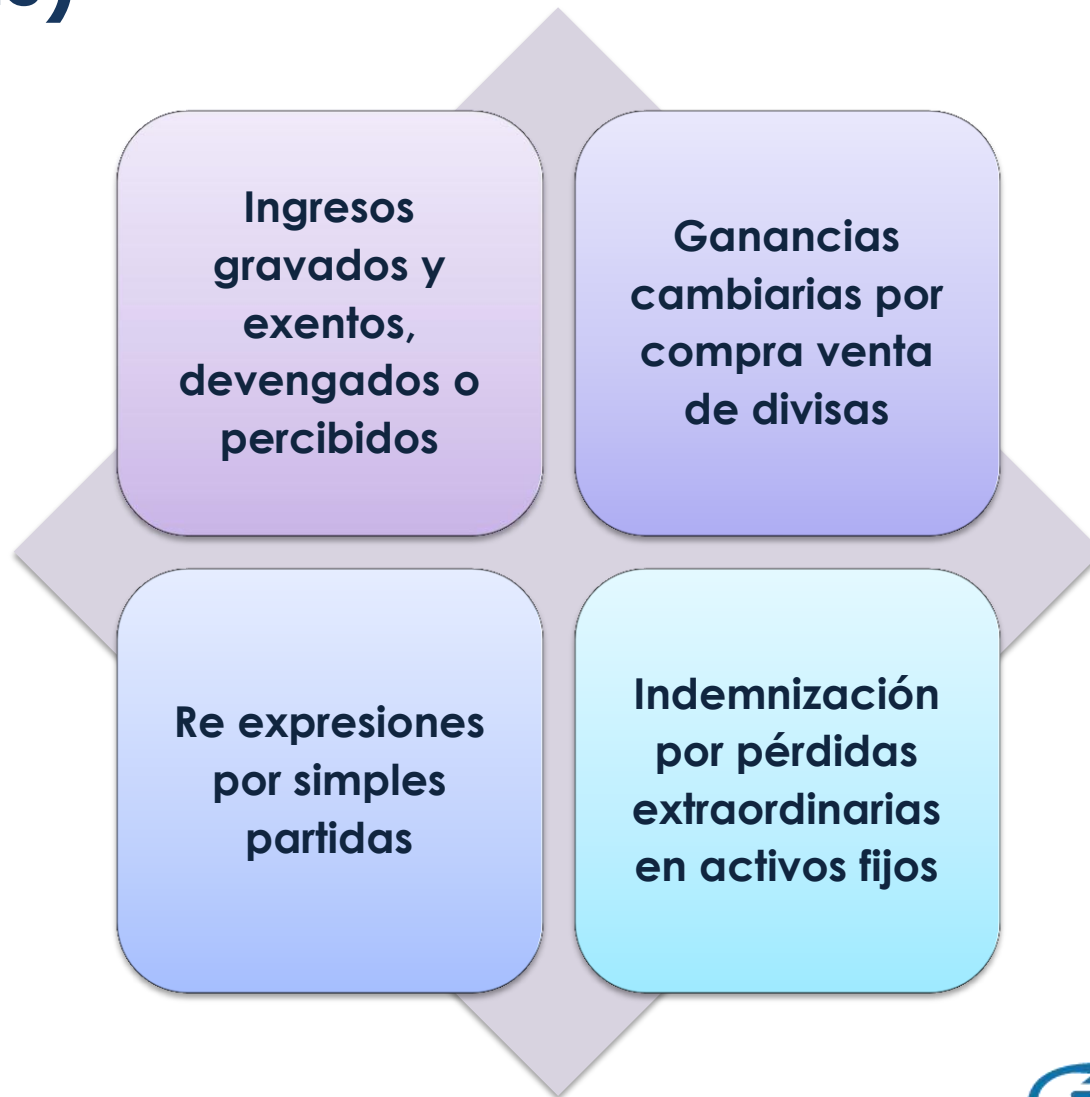 Ingresos
gravados y
exentos,
devengados o
percibidos
Ganancias
cambiarias por
compra venta
de divisas
Re expresiones
por simples
partidas
Indemnización
por pérdidas
extraordinarias
en activos fijos